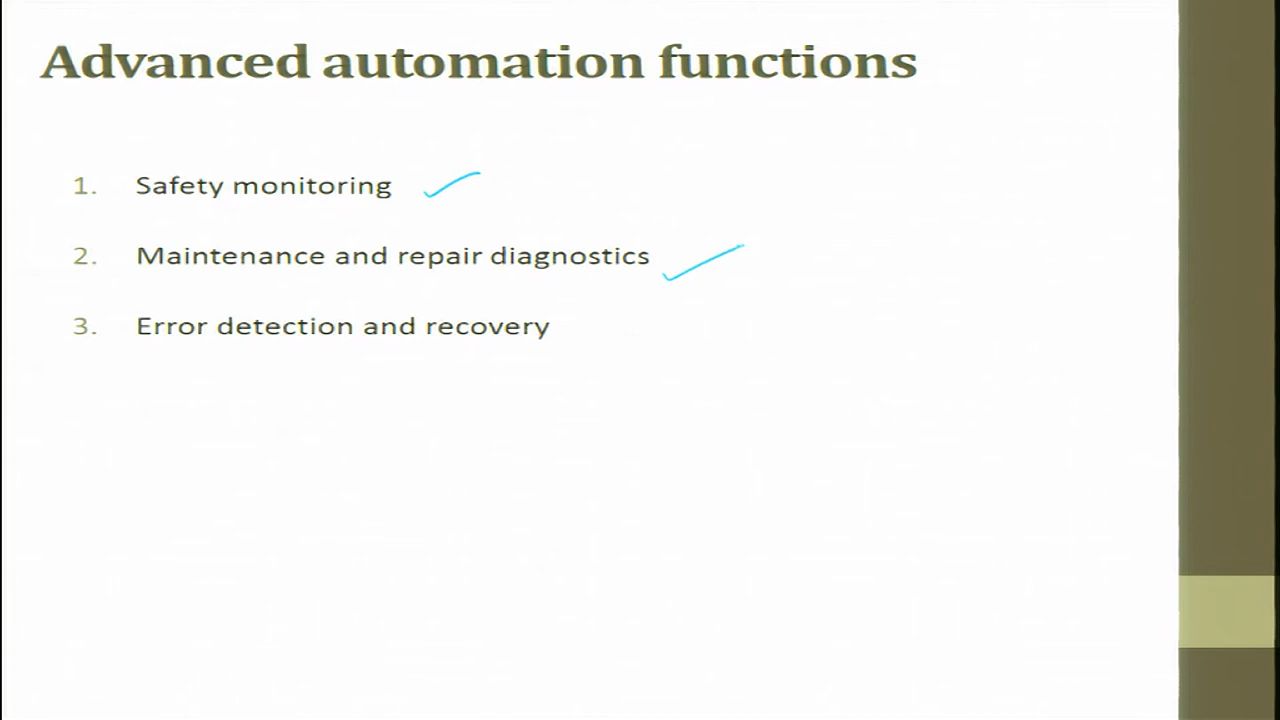 Advanced automation functions
1. Safety monitoring
2. Maintenance and repair diagnostics
3. Error detection and recovery